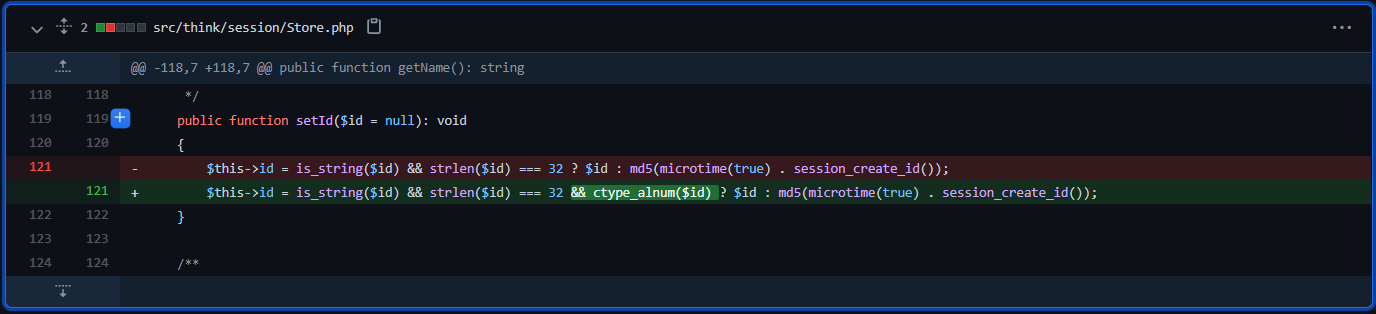 2 src/think/session/Store.php
@@ -118,7 +118,7 @@ public function getName(): string
118 118 */
119 119 public function setId($id = null): void
120 120 {
121 - $this->id = is_string($id) && strlen($id) === 32 ? $id : md5(microtime(true) . session_create_id());
121 + $this->id = is_string($id) && strlen($id) === 32 && ctype_alnum($id) ? $id : md5(microtime(true) . session_create_id());
122 122 }
123 123
124 124 /**